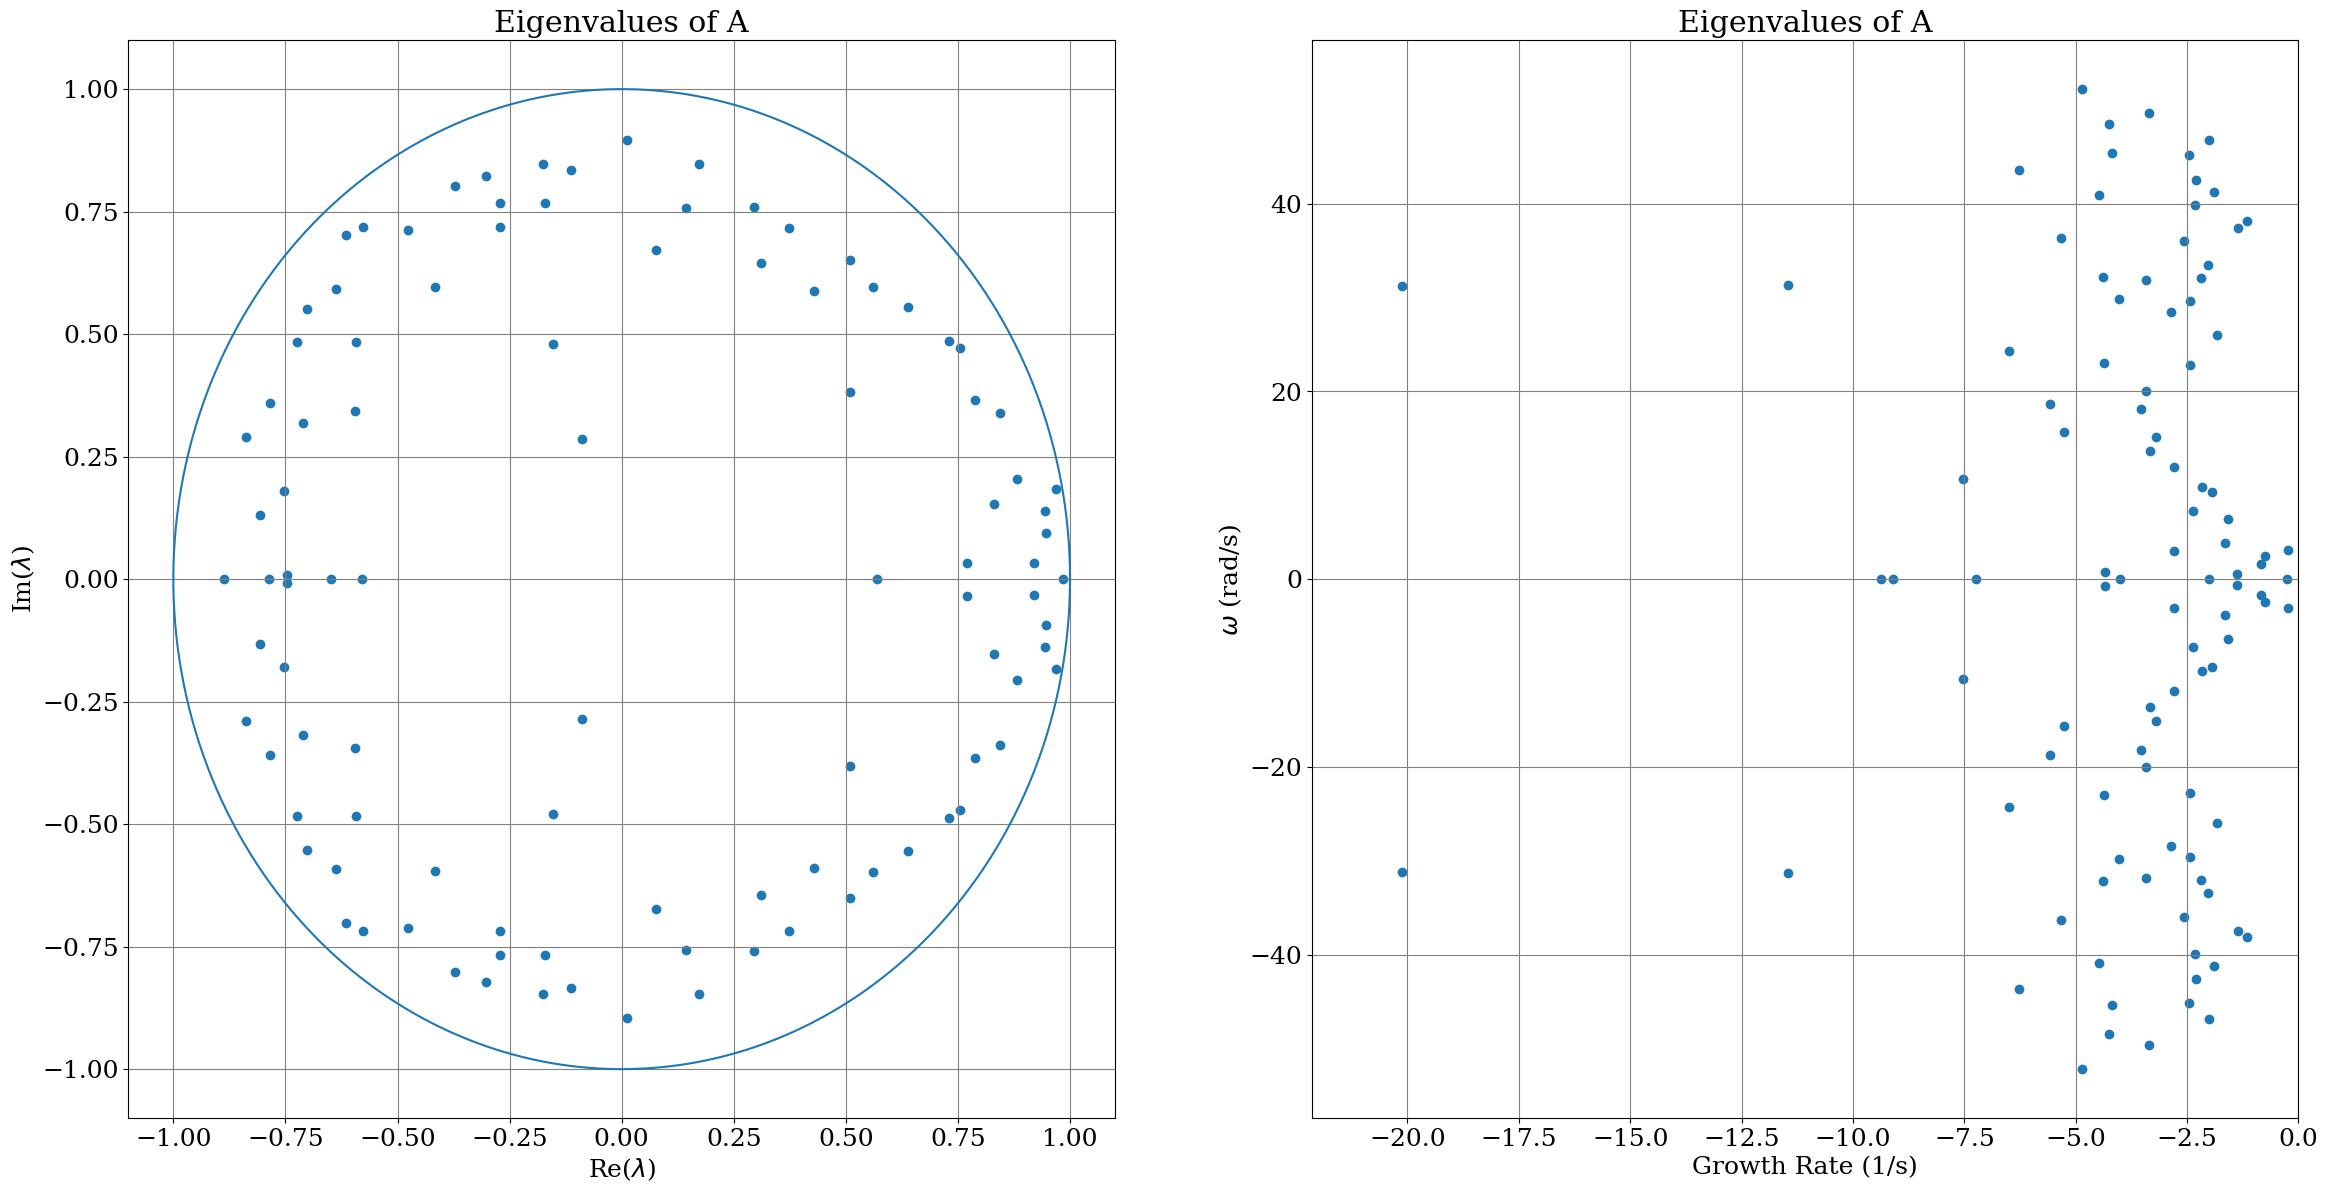 Eigenvalues of A
1.00
0.75
0.50
0.25
0.00
−0.25
−0.50
−0.75
−1.00
Im(λ)
−1.00 −0.75 −0.50 −0.25 0.00 0.25 0.50 0.75 1.00
Re(λ)
Eigenvalues of A
40
20
0
−20
−40
ω (rad/s)
−20.0 −17.5 −15.0 −12.5 −10.0 −7.5 −5.0 −2.5 0.0
Growth Rate (1/s)